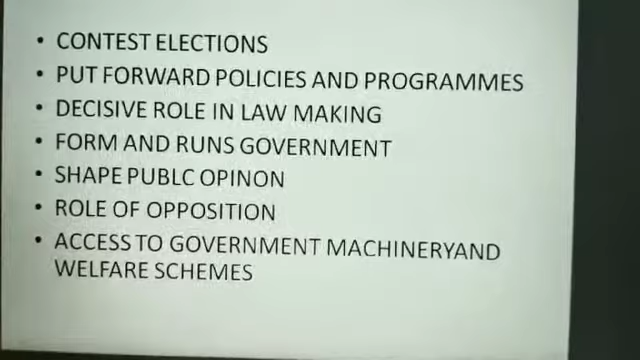 • CONTEST ELECTIONS
• PUT FORWARD POLICIES AND PROGRAMMES
• DECISIVE ROLE IN LAW MAKING
• FORM AND RUNS GOVERNMENT
• SHAPE PUBLC OPINON
• ROLE OF OPPOSITION
• ACCESS TO GOVERNMENT MACHINERYAND
WELFARE SCHEMES